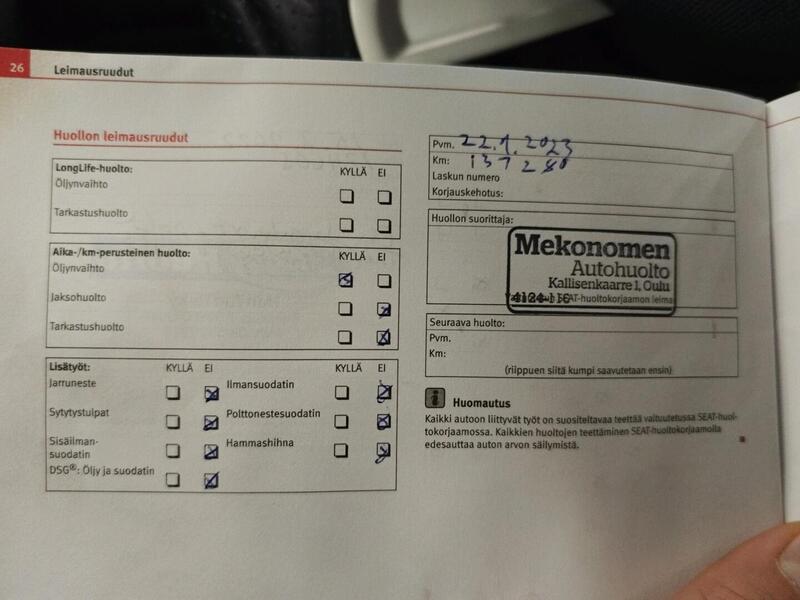 26
Leimausruudut
Huollon leimausruudut
LongLife-huolto:
KYLLÄ EI
Öljynvaihto
Tarkastushuolto
Aika-/km-perusteinen huolto:
KYLLÄ EI
Öljynvaihto
Jaksohuolto
Tarkastushuolto
Lisätyöt: KYLLÄ EI KYLLÄ EI
Jarruneste Ilmansuodatin
Sytytystulpat Polttonestesuodatin
Sisäilman-
suodatin Hammashihna
DSG®: Öljy ja suodatin
Pvm. 22.1.2023
Km: 137 280
Laskun numero
Korjauskehotus:
Huollon suorittaja:
Mekonomen
Autohuolto
Kallisenkaarre 1, Oulu
4124-116 SEAT-huoltokorjaamon leima
Seuraava huolto:
Pvm.
Km:
(riippuen siitä kumpi saavutetaan ensin)
i Huomautus
Kaikki autoon liittyvät työt on suositeltavaa teettää valtuutetussa SEAT-huol-
tokorjaamossa. Kaikkien huoltojen teettäminen SEAT-huoltokorjaamolla
edesauttaa auton arvon säilymistä.